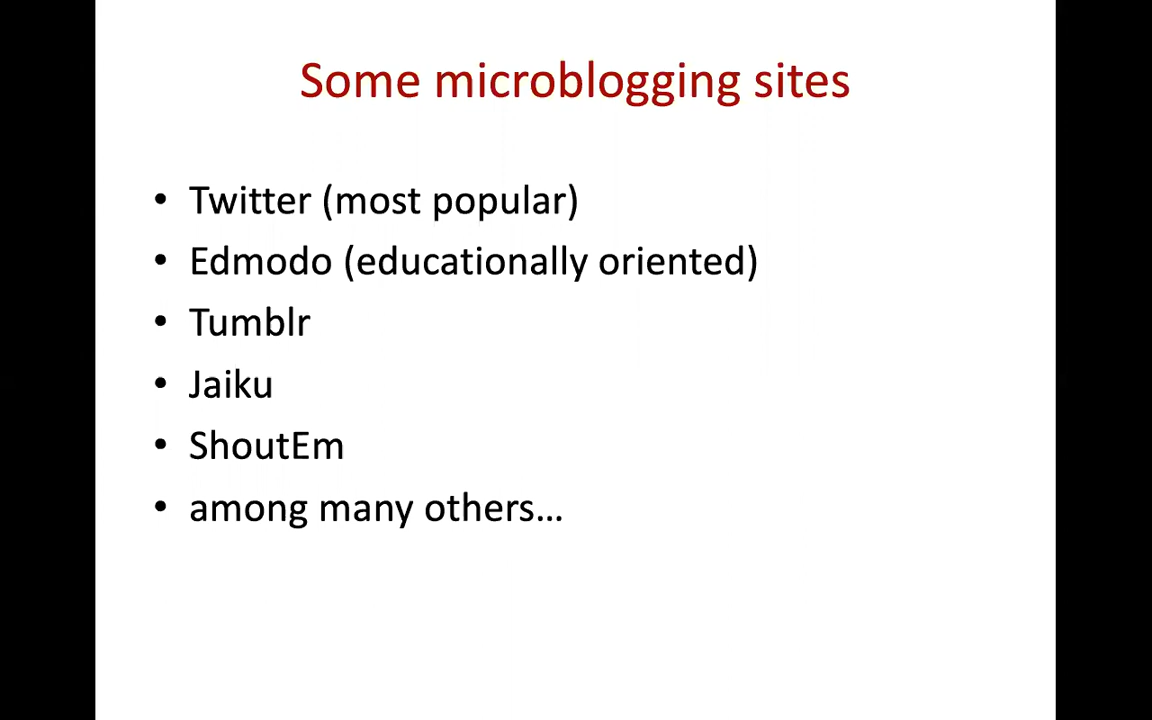 Some microblogging sites
• Twitter (most popular)
• Edmodo (educationally oriented)
• Tumblr
• Jaiku
• ShoutEm
• among many others…